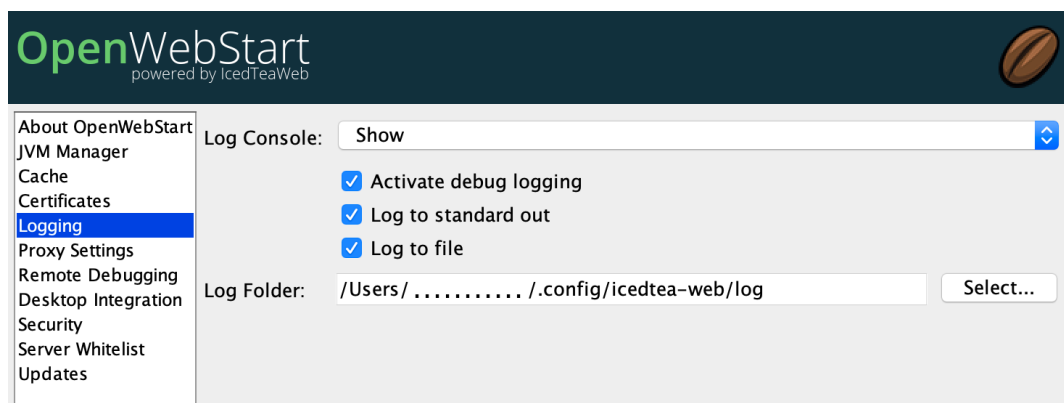 OpenWebStart
powered by IcedTeaWeb
About OpenWebStart
JVM Manager
Cache
Certificates
Logging
Proxy Settings
Remote Debugging
Desktop Integration
Security
Server Whitelist
Updates
Log Console: Show
Activate debug logging
Log to standard out
Log to file
Log Folder: /Users/ ........... /.config/icedtea-web/log Select...